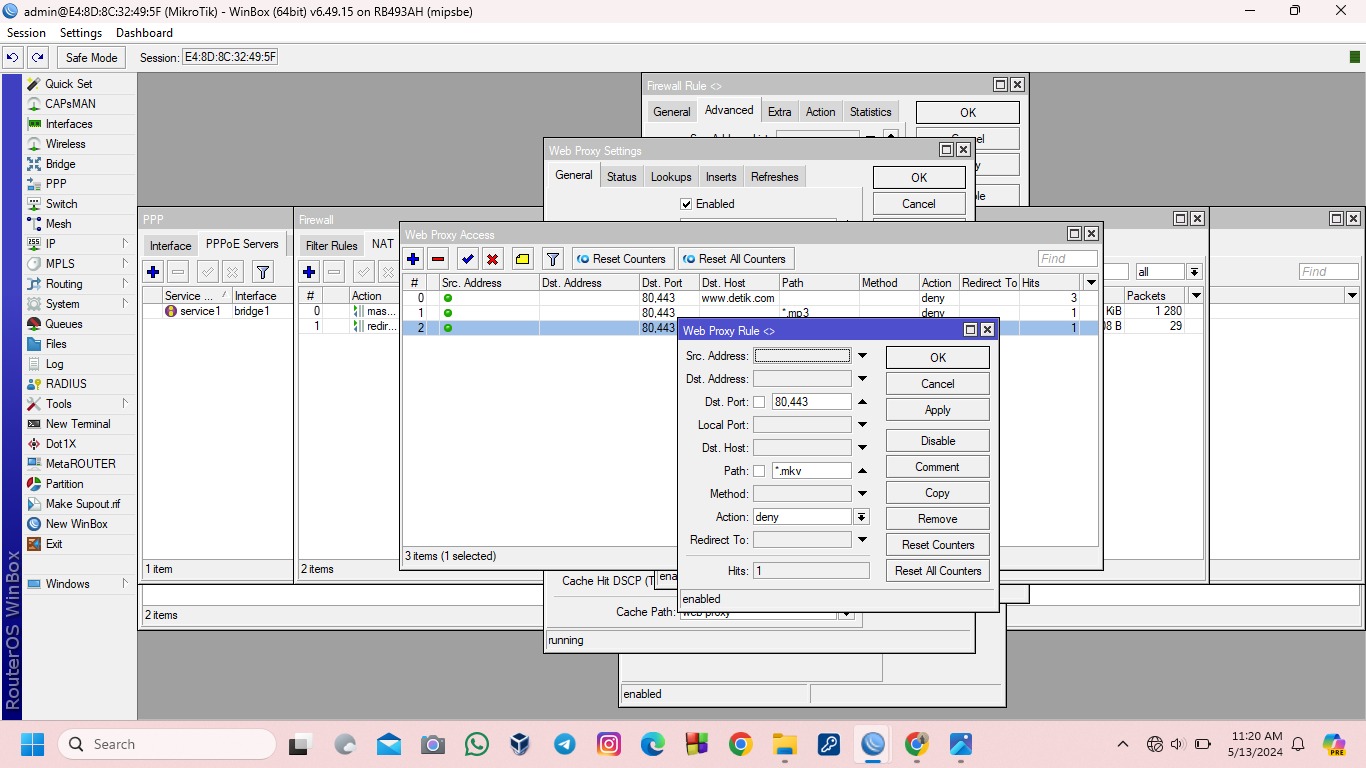 admin@E4:8D:8C:32:49:5F (MikroTik) - WinBox (64bit) v6.49.15 on RB493AH (mipsbe)
Session Settings Dashboard
Safe Mode Session: E4:8D:8C:32:49:5F
Quick Set
CAPsMAN
Interfaces
Wireless
Bridge
PPP
Switch
Mesh
IP
MPLS
Routing
System
Queues
Files
Log
RADIUS
Tools
New Terminal
Dot1X
MetaROUTER
Partition
Make Supout.rif
New WinBox
Exit
Windows
RouterOS WinBox
Firewall Rule <>
General Advanced Extra Action Statistics OK
Web Proxy Settings
General Status Lookups Inserts Refreshes OK
Enabled Cancel
PPP
Interface PPPoE Servers
Service ... Interface
service1 bridge1
1 item
2 items
Firewall
Filter Rules NAT
# Action
0 mas...
1 redir...
2 items
all Find
Packets
KiB 1 280
08 B 29
Web Proxy Access
Reset Counters Reset All Counters Find
# Src. Address Dst. Address Dst. Port Dst. Host Path Method Action Redirect To Hits
0 80,443 www.detik.com deny 3
1 80,443 *.mp3 deny 1
2 80,443 1
3 items (1 selected)
Web Proxy Rule <>
Src. Address: OK
Dst. Address: Cancel
Dst. Port: 80,443 Apply
Local Port:
Dst. Host: Disable
Path: *.mkv Comment
Method: Copy
Action: deny Remove
Redirect To: Reset Counters
Hits: 1 Reset All Counters
enabled
Cache Hit DSCP (T
Cache Path: web proxy
running
enabled
Search
11:20 AM
5/13/2024
PRE